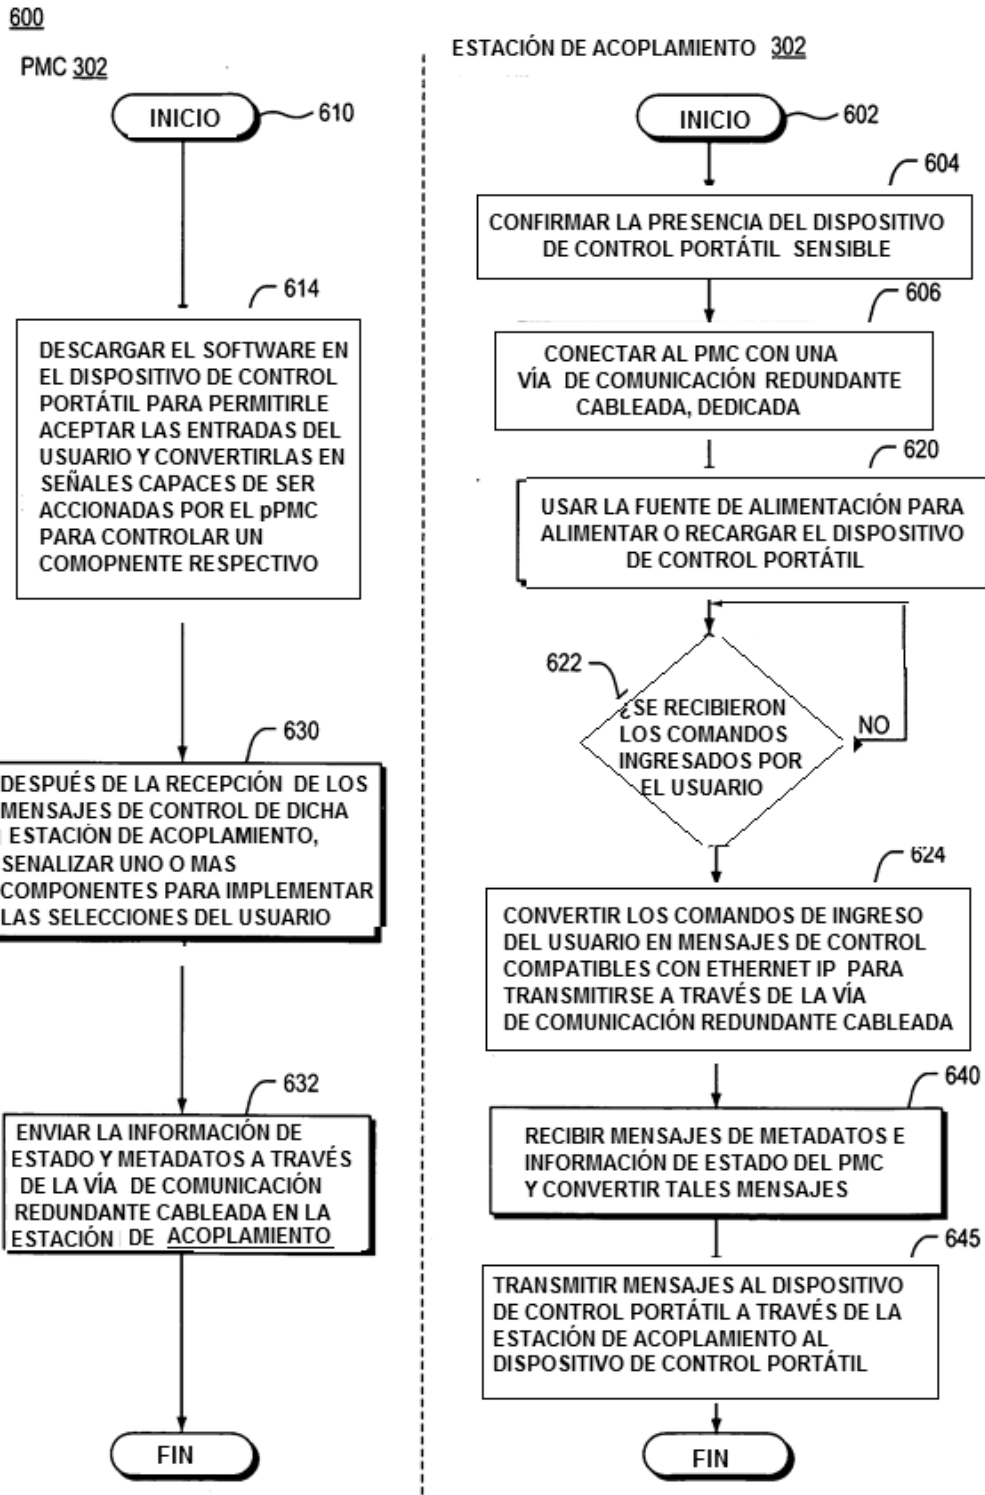 600
PMC 302
INICIO
610
614
DESCARGAR EL SOFTWARE EN
EL DISPOSITIVO DE CONTROL
PORTÁTIL PARA PERMITIRLE
ACEPTAR LAS ENTRADAS DEL
USUARIO Y CONVERTIRLAS EN
SEÑALES CAPACES DE SER
ACCIONADAS POR EL pPMC
PARA CONTROLAR UN
COMOPNENTE RESPECTIVO
630
DESPUÉS DE LA RECEPCIÓN DE LOS
MENSAJES DE CONTROL DE DICHA
ESTACIÓN DE ACOPLAMIENTO,
SENALIZAR UNO O MAS
COMPONENTES PARA IMPLEMENTAR
LAS SELECCIONES DEL USUARIO
632
ENVIAR LA INFORMACIÓN DE
ESTADO Y METADATOS A TRAVÉS
DE LA VÍA DE COMUNICACIÓN
REDUNDANTE CABLEADA EN LA
ESTACIÓN DE ACOPLAMIENTO
FIN
ESTACIÓN DE ACOPLAMIENTO 302
INICIO
602
604
CONFIRMAR LA PRESENCIA DEL DISPOSITIVO
DE CONTROL PORTÁTIL SENSIBLE
606
CONECTAR AL PMC CON UNA
VÍA DE COMUNICACIÓN REDUNDANTE
CABLEADA, DEDICADA
620
USAR LA FUENTE DE ALIMENTACIÓN PARA
ALIMENTAR O RECARGAR EL DISPOSITIVO
DE CONTROL PORTÁTIL
622
¿SE RECIBIERON
LOS COMANDOS
INGRESADOS POR
EL USUARIO
NO
624
CONVERTIR LOS COMANDOS DE INGRESO
DEL USUARIO EN MENSAJES DE CONTROL
COMPATIBLES CON ETHERNET IP PARA
TRANSMITIRSE A TRAVÉS DE LA VÍA
DE COMUNICACIÓN REDUNDANTE CABLEADA
640
RECIBIR MENSAJES DE METADATOS E
INFORMACIÓN DE ESTADO DEL PMC
Y CONVERTIR TALES MENSAJES
645
TRANSMITIR MENSAJES AL DISPOSITIVO
DE CONTROL PORTÁTIL A TRAVÉS DE LA
ESTACIÓN DE ACOPLAMIENTO AL
DISPOSITIVO DE CONTROL PORTÁTIL
FIN